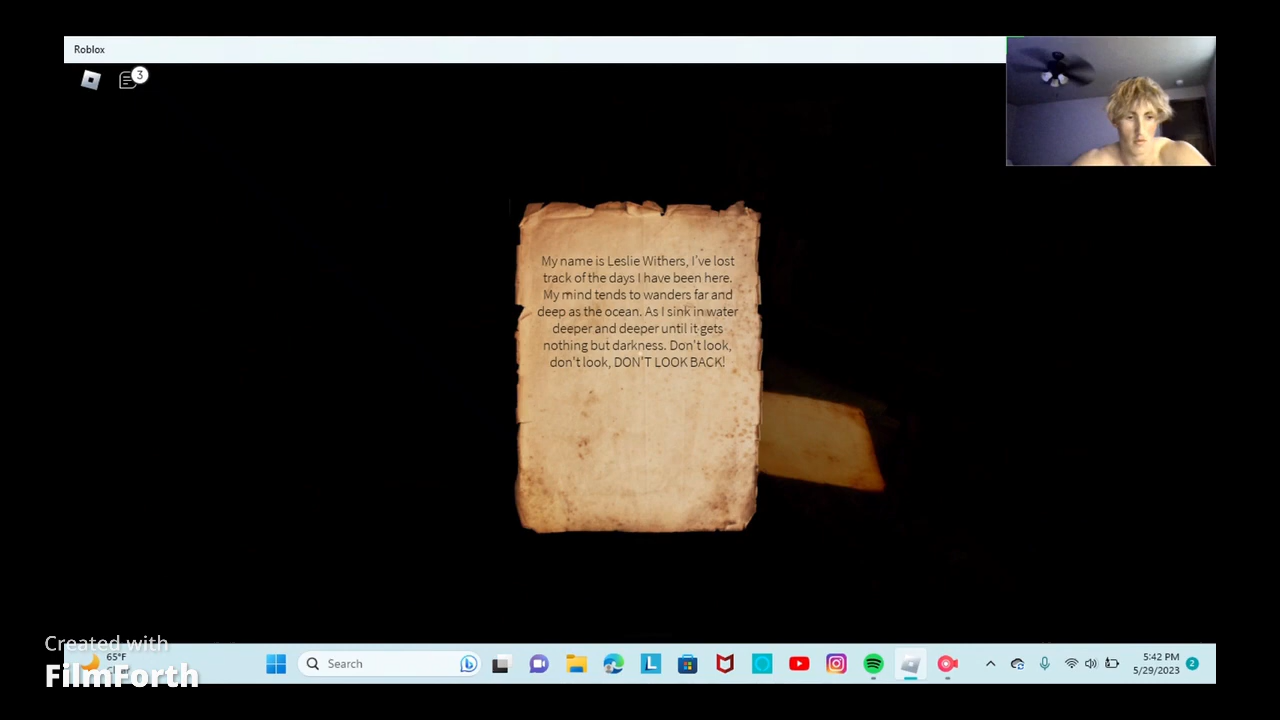 Roblox
3
My name is Leslie Withers, I've lost
track of the days I have been here.
My mind tends to wanders far and
deep as the ocean. As I sink in water
deeper and deeper until it gets
nothing but darkness. Don't look,
don't look, DON'T LOOK BACK!
Created with
FilmForth
65°F
Search
L
5:42 PM
5/29/2023
2